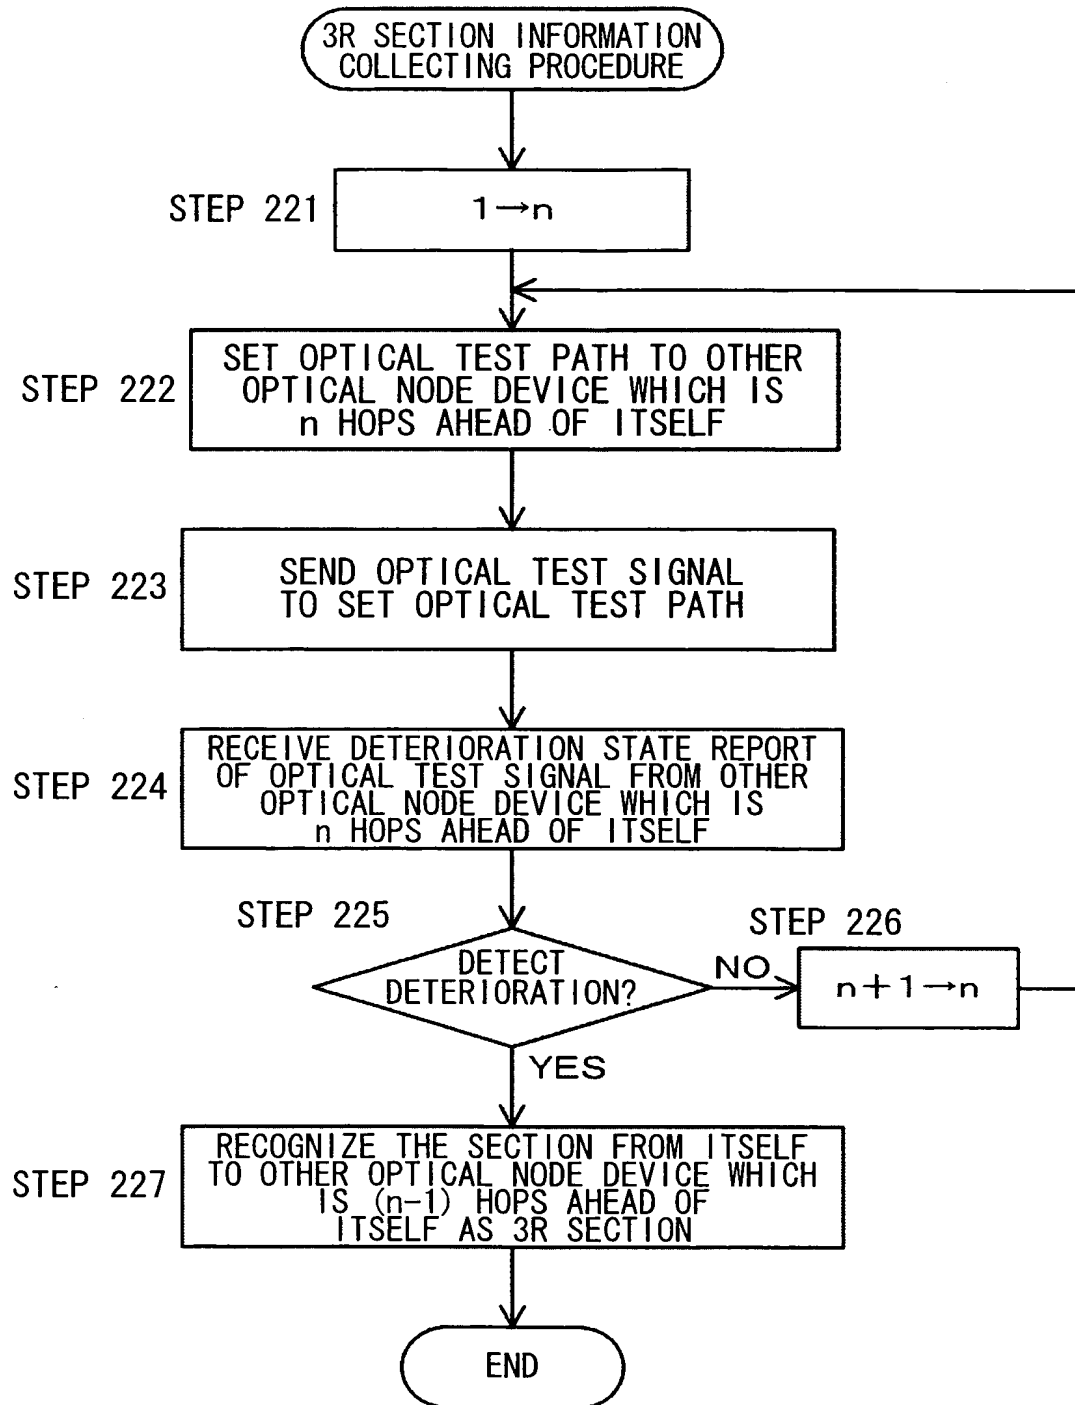 3R SECTION INFORMATION
COLLECTING PROCEDURE
STEP 221
1→n
STEP 222
SET OPTICAL TEST PATH TO OTHER
OPTICAL NODE DEVICE WHICH IS
n HOPS AHEAD OF ITSELF
STEP 223
SEND OPTICAL TEST SIGNAL
TO SET OPTICAL TEST PATH
STEP 224
RECEIVE DETERIORATION STATE REPORT
OF OPTICAL TEST SIGNAL FROM OTHER
OPTICAL NODE DEVICE WHICH IS
n HOPS AHEAD OF ITSELF
STEP 225
DETECT
DETERIORATION?
NO
STEP 226
n+1→n
YES
STEP 227
RECOGNIZE THE SECTION FROM ITSELF
TO OTHER OPTICAL NODE DEVICE WHICH
IS (n-1) HOPS AHEAD OF
ITSELF AS 3R SECTION
END